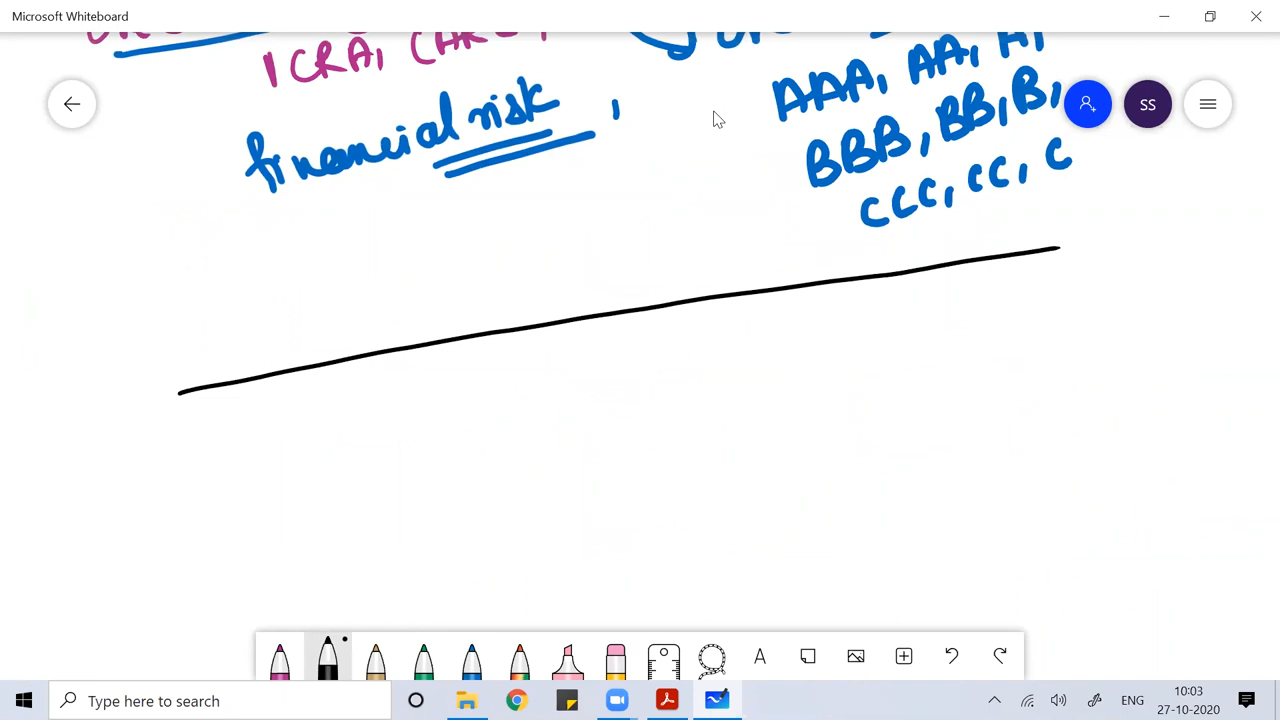 Microsoft Whiteboard
ICRA, CARE,
AAA, AA, A,
financial risk,
BBB, BB, B,
CCC, CC, C
SS
A
Type here to search
ENG
10:03
27-10-2020